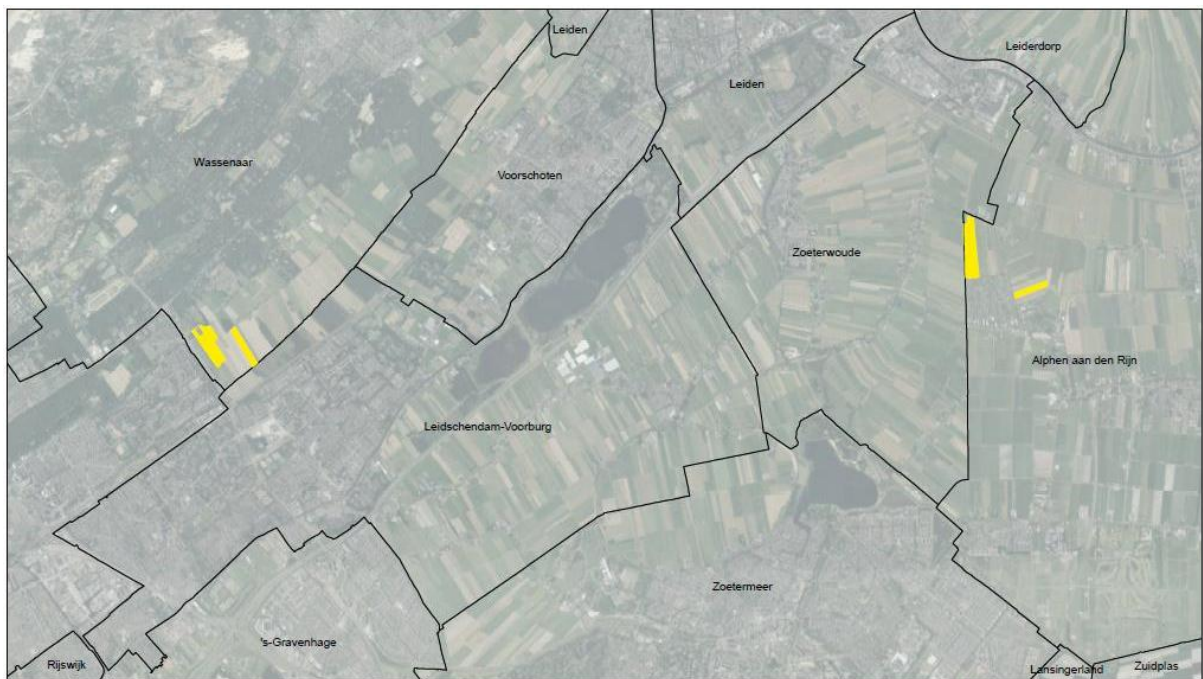 Leiden
Leiderdorp
Leiden
Wassenaar
Voorschoten
Zoeterwoude
Alphen aan den Rijn
Leidschendam-Voorburg
Zoetermeer
's-Gravenhage
Rijswijk
Lansingerland
Zuidplas